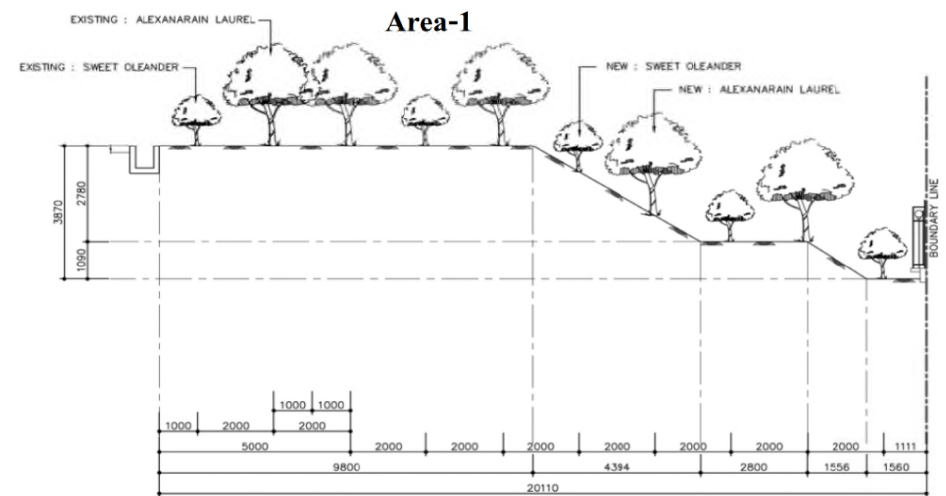 Area-1
EXISTING : ALEXANARAIN LAUREL
EXISTING : SWEET OLEANDER
NEW : SWEET OLEANDER
NEW : ALEXANARAIN LAUREL
BOUNDARY LINE
3870
2780
1090
1000 1000
1000 2000 2000
5000 2000 2000 2000 2000 2000 2000 2000 1111
9800 4394 2800 1556 1560
20110